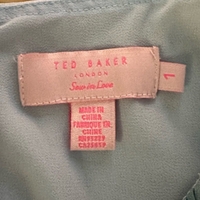 TED BAKER
LONDON
Sew in Love
1
MADE IN
CHINA
FABRIQUE EN
CHINE